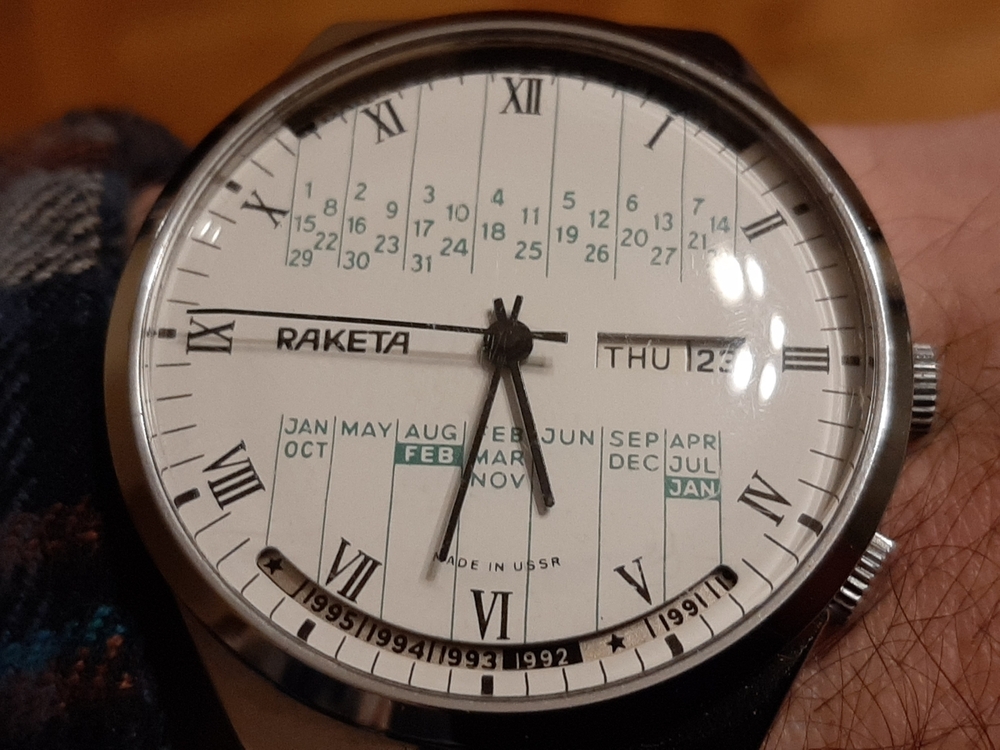 XII
XI I
X II
1 2 3 4 5 6 7
8 9 10 11 12 13 14
15 16 17 18 19 20 21
22 23 24 25 26 27
29 30 31
IX RAKETA THU 23 III
JAN MAY AUG FEB JUN SEP APR
OCT FEB MAR DEC JUL
NOV JAN
VIII IV
MADE IN USSR
VII VI V
1995 1994 1993 1992 1991